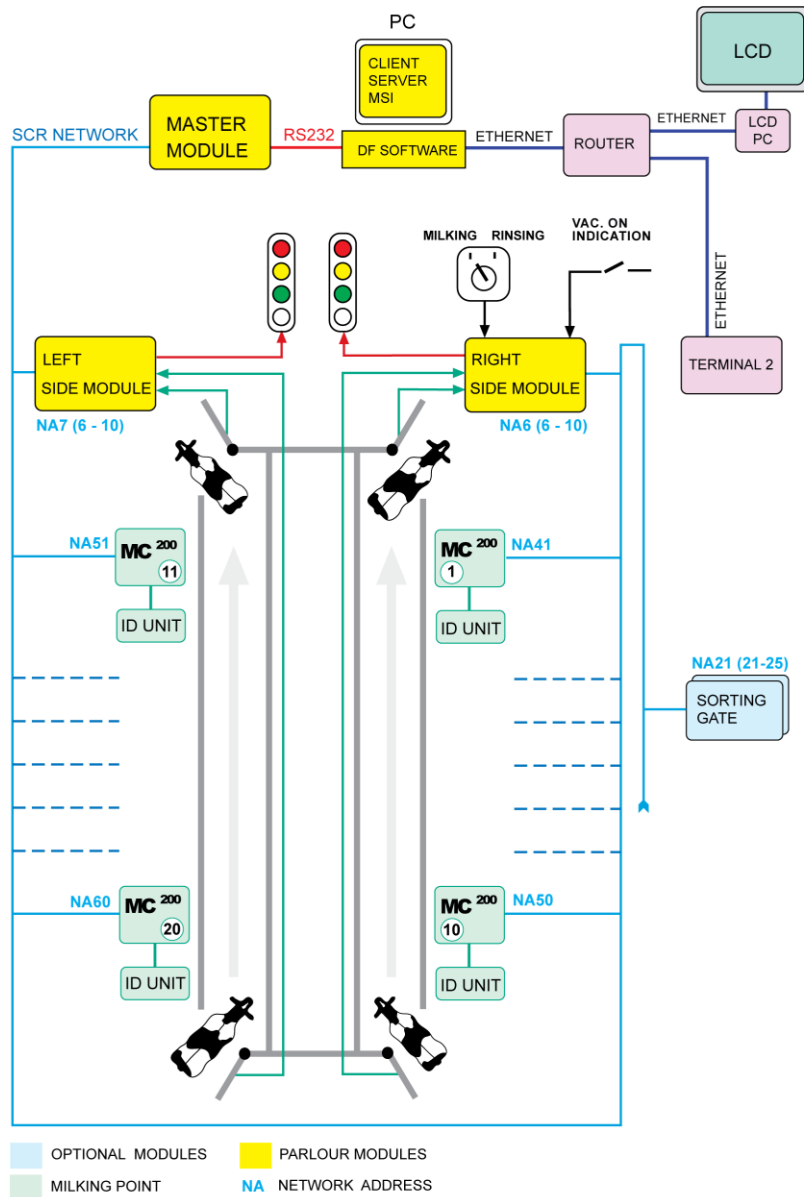 PC
LCD
CLIENT
SERVER
MSI
SCR NETWORK
MASTER
MODULE
RS232
DF SOFTWARE
ETHERNET
ROUTER
ETHERNET
LCD
PC
MILKING RINSING
VAC. ON
INDICATION
ETHERNET
LEFT
SIDE MODULE
RIGHT
SIDE MODULE
TERMINAL 2
NA7 (6 - 10)
NA6 (6 - 10)
NA51
MC 200
11
ID UNIT
MC 200
1
NA41
ID UNIT
NA21 (21-25)
SORTING
GATE
NA60
MC 200
20
ID UNIT
MC 200
10
NA50
ID UNIT
OPTIONAL MODULES
PARLOUR MODULES
MILKING POINT
NA NETWORK ADDRESS